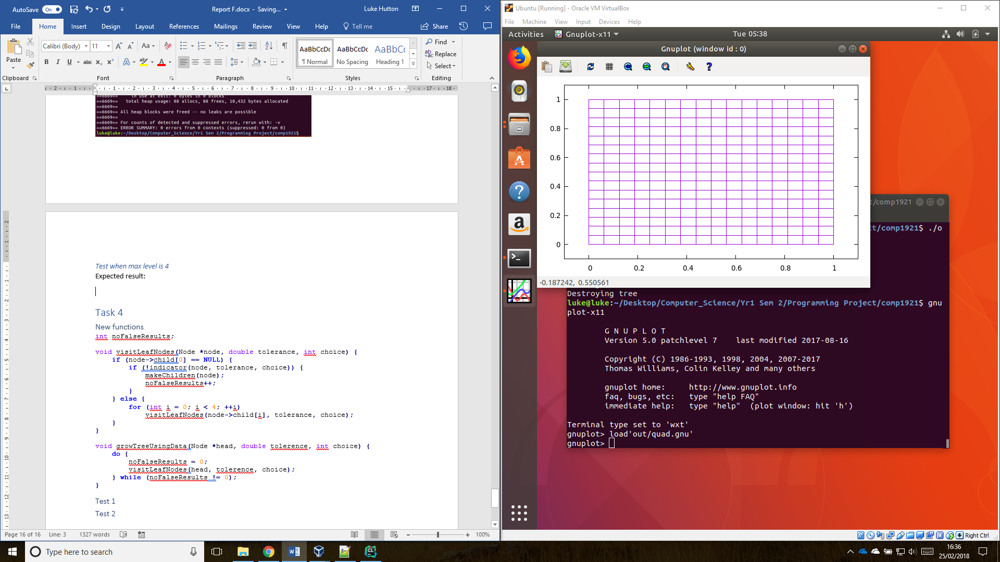 AutoSave On Report F.docx - Saving... Luke Hutton
File Home Insert Design Layout References Mailings Review View Help Tell me Share
Paste
Calibri (Body) 11 Aa
B I U abc x₂ x² A ab A
AaBbCcDc AaBbCcDc AaBbCc
¶ Normal No Spacing Heading 1
Find
Replace
Select
Clipboard Font Paragraph Styles Editing
==6669== in use at exit: 0 bytes in 0 blocks
==6669== total heap usage: 88 allocs, 88 frees, 10,432 bytes allocated
==6669==
==6669== All heap blocks were freed -- no leaks are possible
==6669==
==6669== For counts of detected and suppressed errors, rerun with: -v
==6669== ERROR SUMMARY: 0 errors from 0 contexts (suppressed: 0 from 0)
luke@luke:~/Desktop/Computer_Science/Yr1 Sem 2/Programming Project/comp1921$
Test when max level is 4
Expected result:
Task 4
New functions
int noFalseResults;
void visitLeafNodes(Node *node, double tolerance, int choice) {
if (node->child[0] == NULL) {
if (!indicator(node, tolerance, choice)) {
makeChildren(node);
noFalseResults++;
}
} else {
for (int i = 0; i < 4; ++i)
visitLeafNodes(node->child[i], tolerance, choice);
}
}
void growTreeUsingData(Node *head, double tolerence, int choice) {
do {
noFalseResults = 0;
visitLeafNodes(head, tolerence, choice);
} while (noFalseResults != 0);
}
Test 1
Test 2
Page 16 of 16 Line: 3 1327 words 100%
Ubuntu [Running] - Oracle VM VirtualBox
File Machine View Input Devices Help
Activities Gnuplot-x11 Tue 05:38
Gnuplot (window id : 0)
1
0.8
0.6
0.4
0.2
0
0 0.2 0.4 0.6 0.8 1
-0.187242, 0.550561
ct/comp1921
ct/comp1921$ ./o
Destroying tree
luke@luke:~/Desktop/Computer_Science/Yr1 Sem 2/Programming Project/comp1921$ gnu
plot-x11
G N U P L O T
Version 5.0 patchlevel 7 last modified 2017-08-16
Copyright (C) 1986-1993, 1998, 2004, 2007-2017
Thomas Williams, Colin Kelley and many others
gnuplot home: http://www.gnuplot.info
faq, bugs, etc: type "help FAQ"
immediate help: type "help" (plot window: hit 'h')
Terminal type set to 'wxt'
gnuplot> load'out/quad.gnu'
gnuplot>
Right Ctrl
Type here to search
16:36
25/02/2018